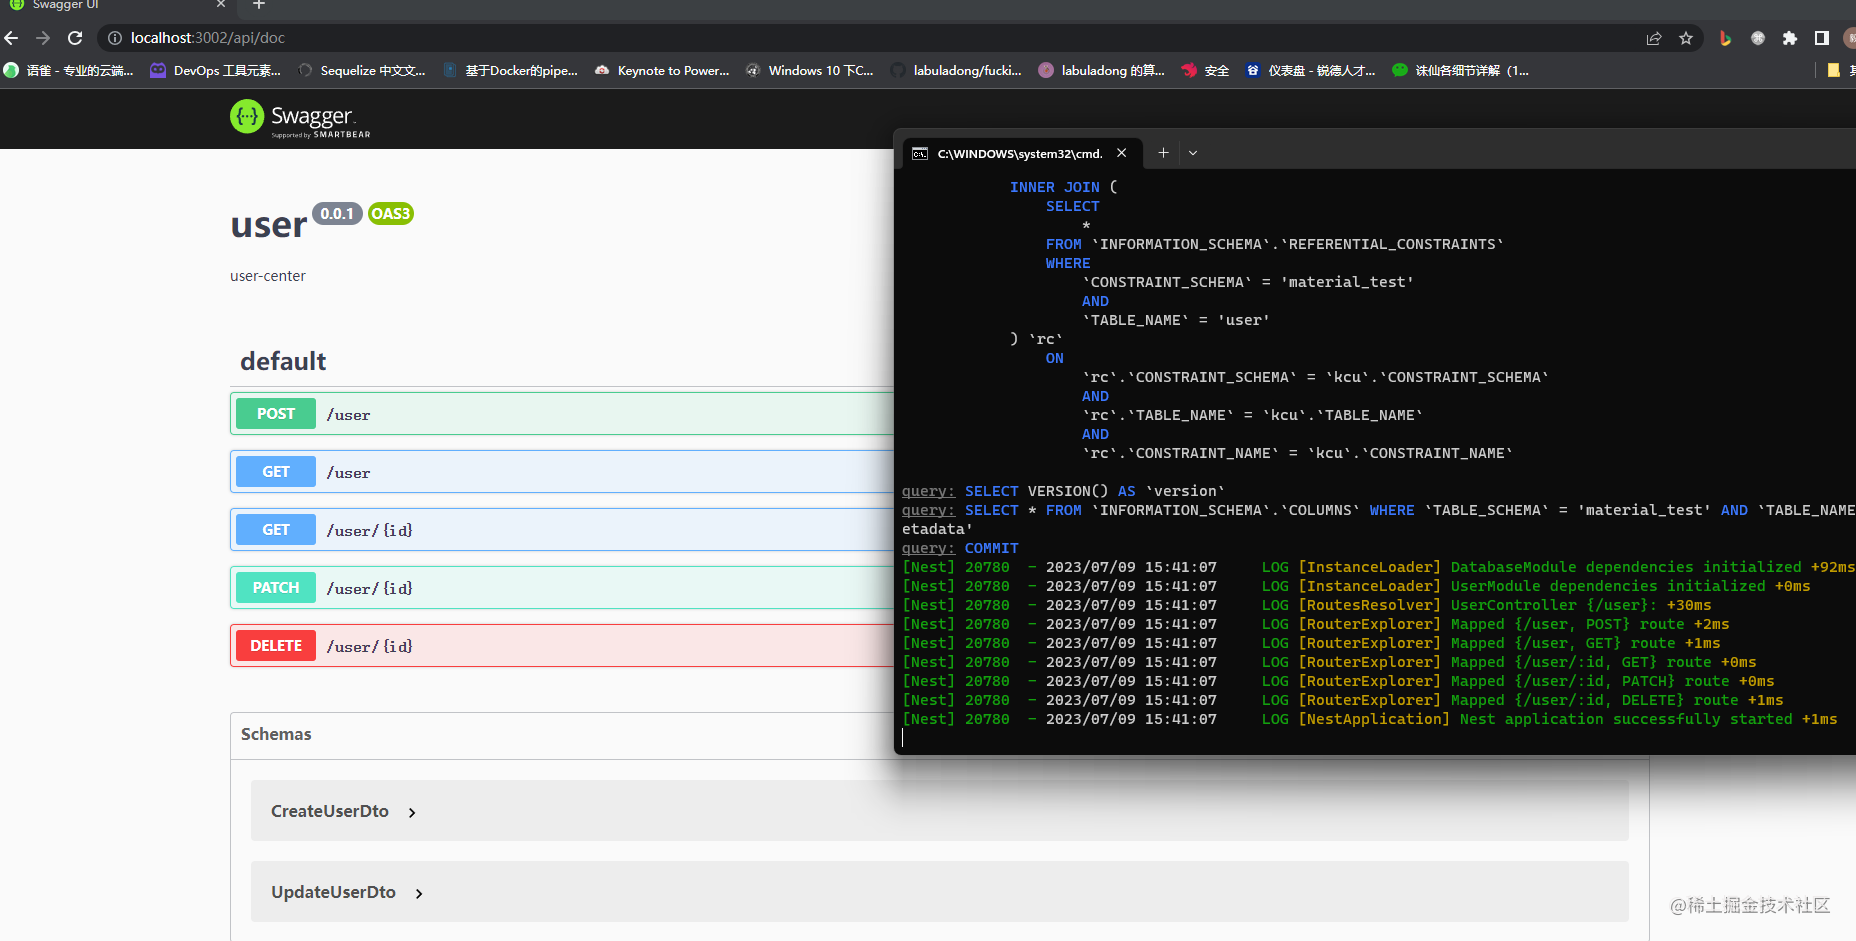 Swagger UI
localhost:3002/api/doc
语雀 - 专业的云端...
DevOps 工具元素...
Sequelize 中文文...
基于Docker的pipe...
Keynote to Power...
Windows 10 下C...
labuladong/fucki...
labuladong 的算...
安全
仪表盘 - 锐德人才...
诛仙各细节详解（1...
Swagger
Supported by SMARTBEAR
user 0.0.1 OAS3
user-center
default
POST /user
GET /user
GET /user/{id}
PATCH /user/{id}
DELETE /user/{id}
Schemas
CreateUserDto
UpdateUserDto
C:\WINDOWS\system32\cmd.
INNER JOIN (
SELECT
*
FROM `INFORMATION_SCHEMA`.`REFERENTIAL_CONSTRAINTS`
WHERE
`CONSTRAINT_SCHEMA` = 'material_test'
AND
`TABLE_NAME` = 'user'
) `rc`
ON
`rc`.`CONSTRAINT_SCHEMA` = `kcu`.`CONSTRAINT_SCHEMA`
AND
`rc`.`TABLE_NAME` = `kcu`.`TABLE_NAME`
AND
`rc`.`CONSTRAINT_NAME` = `kcu`.`CONSTRAINT_NAME`
query: SELECT VERSION() AS `version`
query: SELECT * FROM `INFORMATION_SCHEMA`.`COLUMNS` WHERE `TABLE_SCHEMA` = 'material_test' AND `TABLE_NAME
etadata'
query: COMMIT
[Nest] 20780 - 2023/07/09 15:41:07 LOG [InstanceLoader] DatabaseModule dependencies initialized +92ms
[Nest] 20780 - 2023/07/09 15:41:07 LOG [InstanceLoader] UserModule dependencies initialized +0ms
[Nest] 20780 - 2023/07/09 15:41:07 LOG [RoutesResolver] UserController {/user}: +30ms
[Nest] 20780 - 2023/07/09 15:41:07 LOG [RouterExplorer] Mapped {/user, POST} route +2ms
[Nest] 20780 - 2023/07/09 15:41:07 LOG [RouterExplorer] Mapped {/user, GET} route +1ms
[Nest] 20780 - 2023/07/09 15:41:07 LOG [RouterExplorer] Mapped {/user/:id, GET} route +0ms
[Nest] 20780 - 2023/07/09 15:41:07 LOG [RouterExplorer] Mapped {/user/:id, PATCH} route +0ms
[Nest] 20780 - 2023/07/09 15:41:07 LOG [RouterExplorer] Mapped {/user/:id, DELETE} route +1ms
[Nest] 20780 - 2023/07/09 15:41:07 LOG [NestApplication] Nest application successfully started +1ms
@稀土掘金技术社区